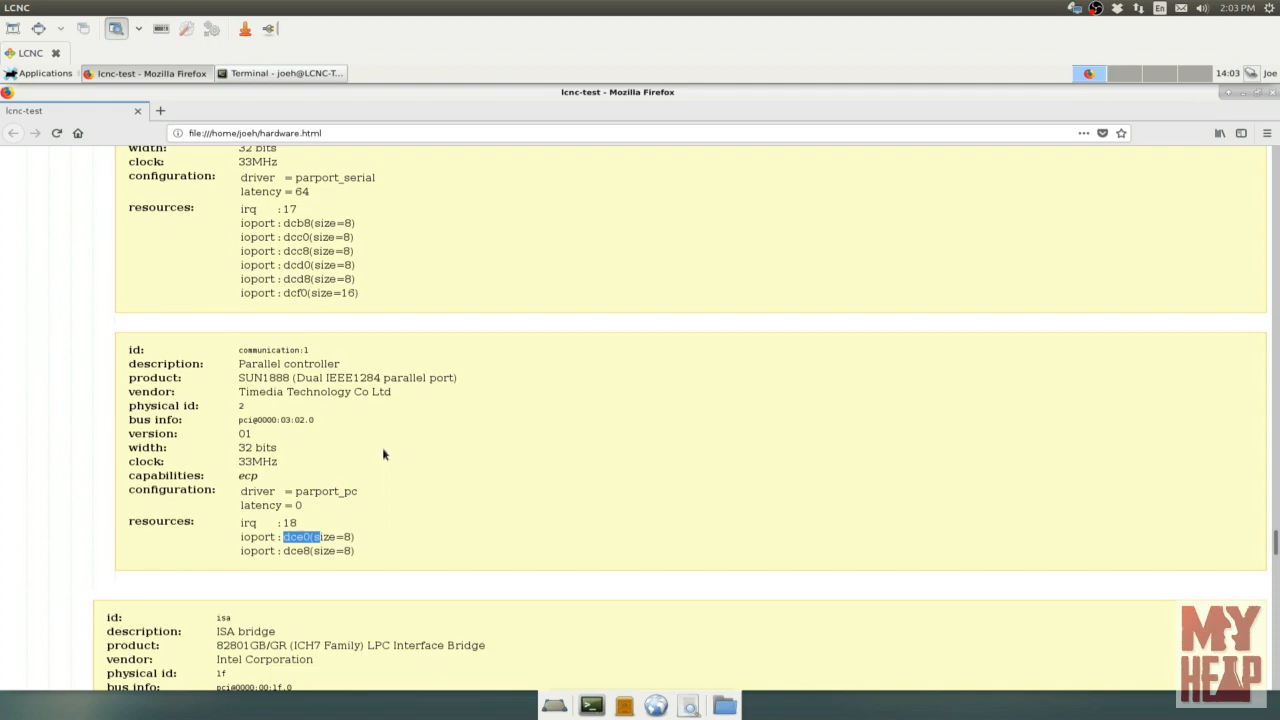 LCNC
En
2:03 PM
LCNC
Applications
lcnc-test - Mozilla Firefox
Terminal - joeh@LCNC-T...
14:03
Joe
lcnc-test - Mozilla Firefox
lcnc-test
file:///home/joeh/hardware.html
width: 32 bits
clock: 33MHz
configuration: driver = parport_serial
latency = 64
resources: irq : 17
ioport : dcb8(size=8)
ioport : dcc0(size=8)
ioport : dcc8(size=8)
ioport : dcd0(size=8)
ioport : dcd8(size=8)
ioport : dcf0(size=16)
id: communication:1
description: Parallel controller
product: SUN1888 (Dual IEEE1284 parallel port)
vendor: Timedia Technology Co Ltd
physical id: 2
bus info: pci@0000:03:02.0
version: 01
width: 32 bits
clock: 33MHz
capabilities: ecp
configuration: driver = parport_pc
latency = 0
resources: irq : 18
ioport : dce0(size=8)
ioport : dce8(size=8)
id: isa
description: ISA bridge
product: 82801GB/GR (ICH7 Family) LPC Interface Bridge
vendor: Intel Corporation
physical id: 1f
bus info: pci@0000:00:1f.0
MY
HEAP